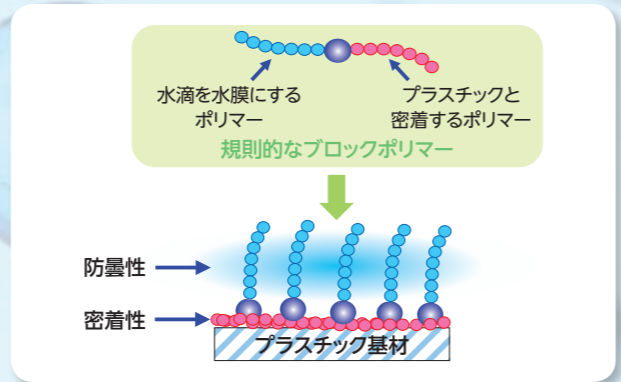 水滴を水膜にする
ポリマー
プラスチックと
密着するポリマー
規則的なブロックポリマー
防曇性
密着性
プラスチック基材